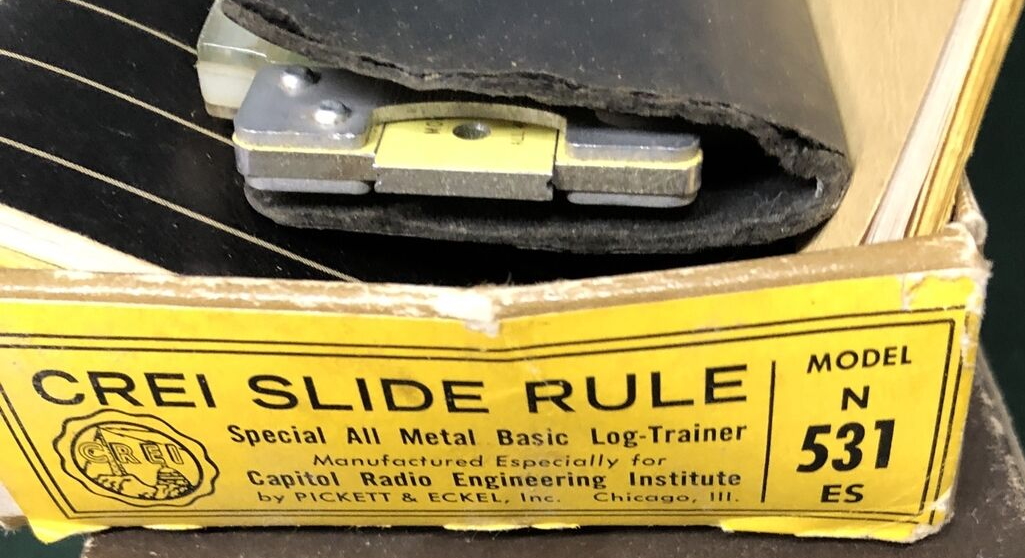 CREI SLIDE RULE
CREI
Special All Metal Basic Log-Trainer
Manufactured Especially for
Capitol Radio Engineering Institute
by PICKETT & ECKEL, Inc. Chicago, Ill.
MODEL
N
531
ES